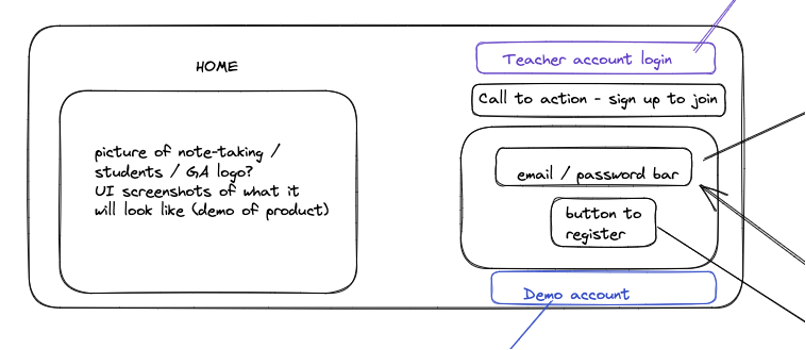 HOME
picture of note-taking /
students / GA logo?
UI screenshots of what it
will look like (demo of product)
Teacher account login
Call to action - sign up to join
email / password bar
button to
register
Demo account